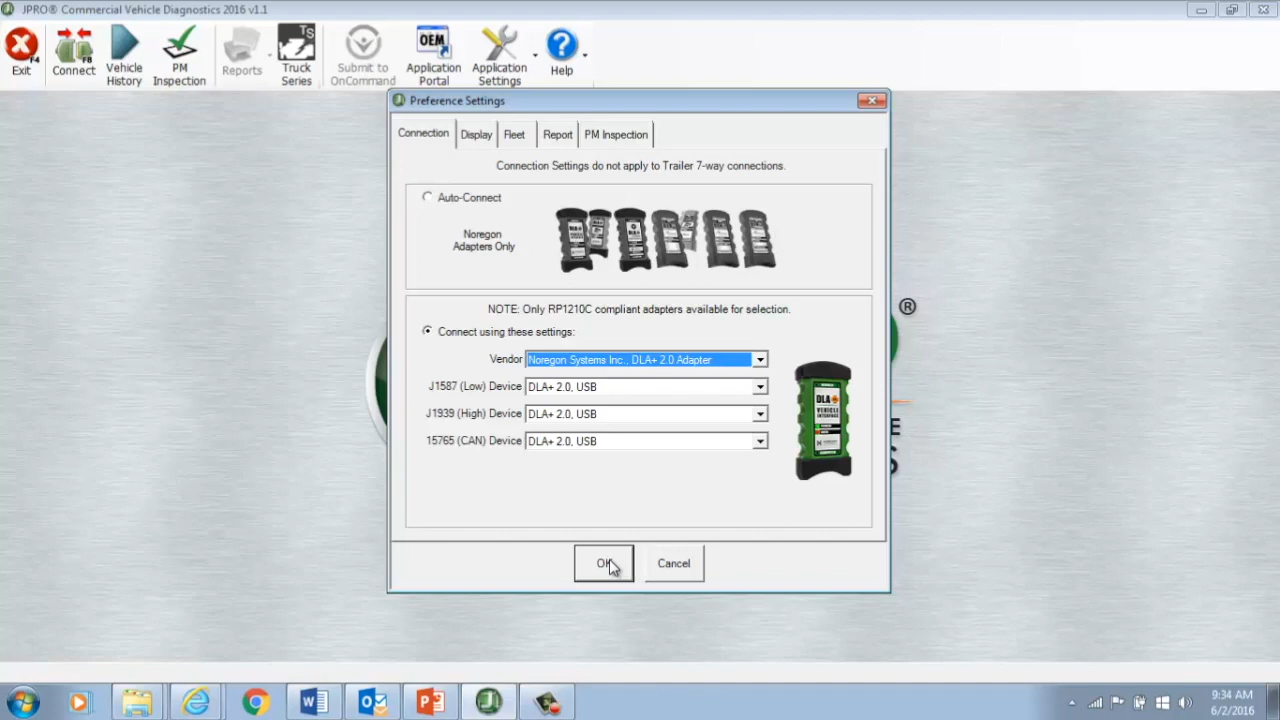 JPRO® Commercial Vehicle Diagnostics 2016 v1.1
Exit
F4
Connect
F8
Vehicle
History
PM
Inspection
Reports
TS
Truck
Series
Submit to
OnCommand
OEM
Application
Portal
Application
Settings
?
Help
Preference Settings
Connection
Display
Fleet
Report
PM Inspection
Connection Settings do not apply to Trailer 7-way connections.
Auto-Connect
Noregon
Adapters Only
NOTE: Only RP1210C compliant adapters available for selection.
Connect using these settings:
Vendor
Noregon Systems Inc., DLA+ 2.0 Adapter
J1587 (Low) Device
DLA+ 2.0, USB
J1939 (High) Device
DLA+ 2.0, USB
15765 (CAN) Device
DLA+ 2.0, USB
DLA+
VEHICLE
INTERFACE
®
E
S
OK
Cancel
9:34 AM
6/2/2016